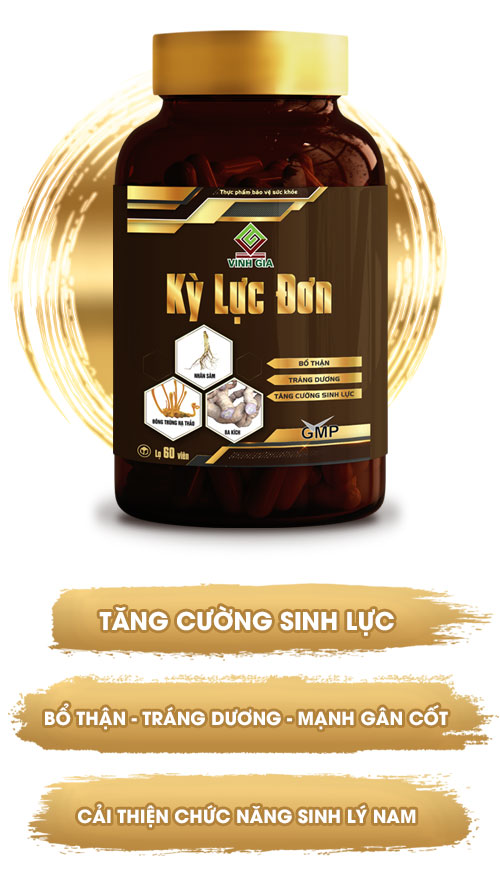 Thực phẩm bảo vệ sức khỏe
VINH GIA
Kỳ Lực Đơn
NHÂN SÂM
ĐÔNG TRÙNG HẠ THẢO
BA KÍCH
BỔ THẬN
TRÁNG DƯƠNG
TĂNG CƯỜNG SINH LỰC
GMP
Lọ 60 viên
TĂNG CƯỜNG SINH LỰC
BỔ THẬN - TRÁNG DƯƠNG - MẠNH GÂN CỐT
CẢI THIỆN CHỨC NĂNG SINH LÝ NAM